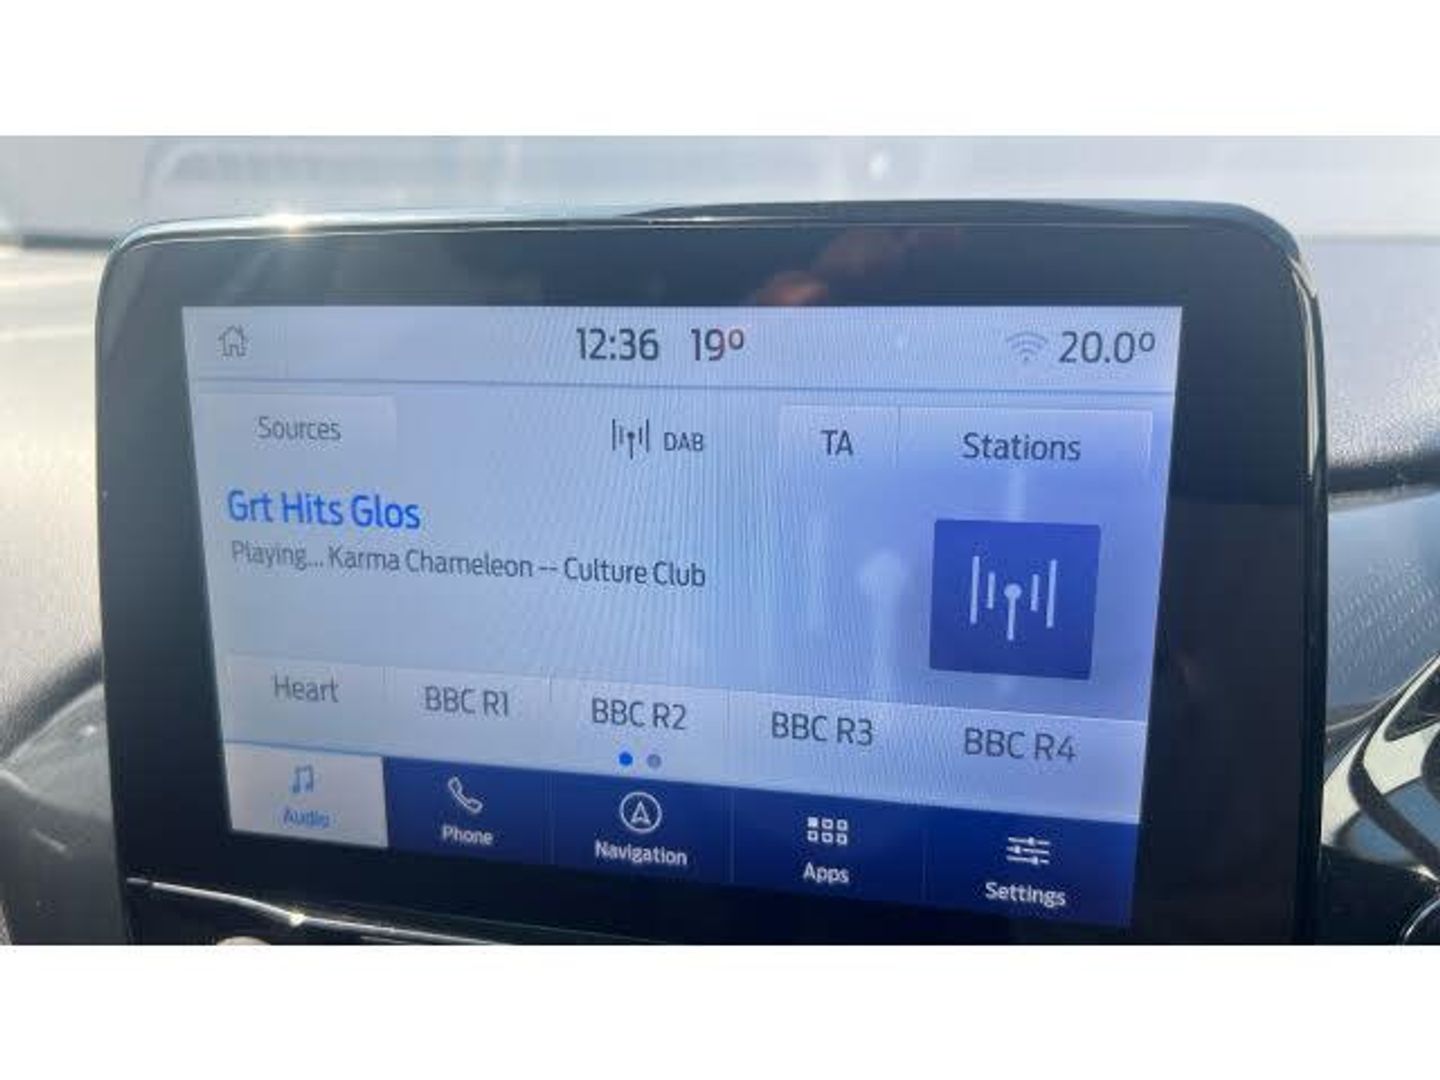 12:36 19° 20.0°
Sources DAB TA Stations
Grt Hits Glos
Playing... Karma Chameleon -- Culture Club
Heart BBC R1 BBC R2 BBC R3 BBC R4
Audio Phone Navigation Apps Settings